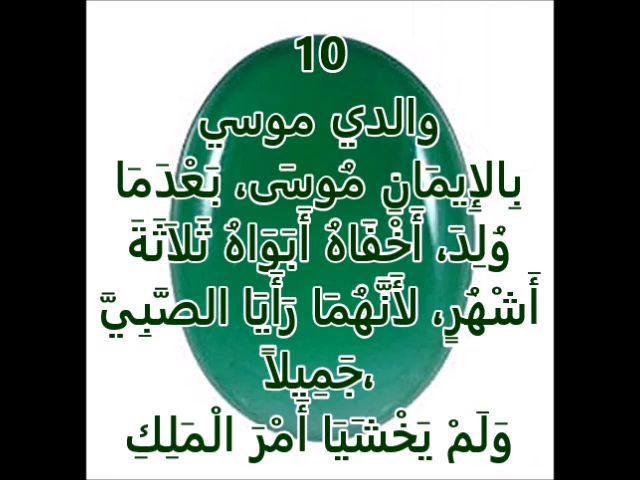 10
والدي موسي
بِالإِيمَانِ مُوسَى، بَعْدَمَا
وُلِدَ، أَخْفَاهُ أَبَوَاهُ ثَلاَثَةَ
أَشْهُرٍ، لأَنَّهُمَا رَأَيَا الصَّبِيَّ
جَمِيلاً،
وَلَمْ يَخْشَيَا أَمْرَ الْمَلِكِ